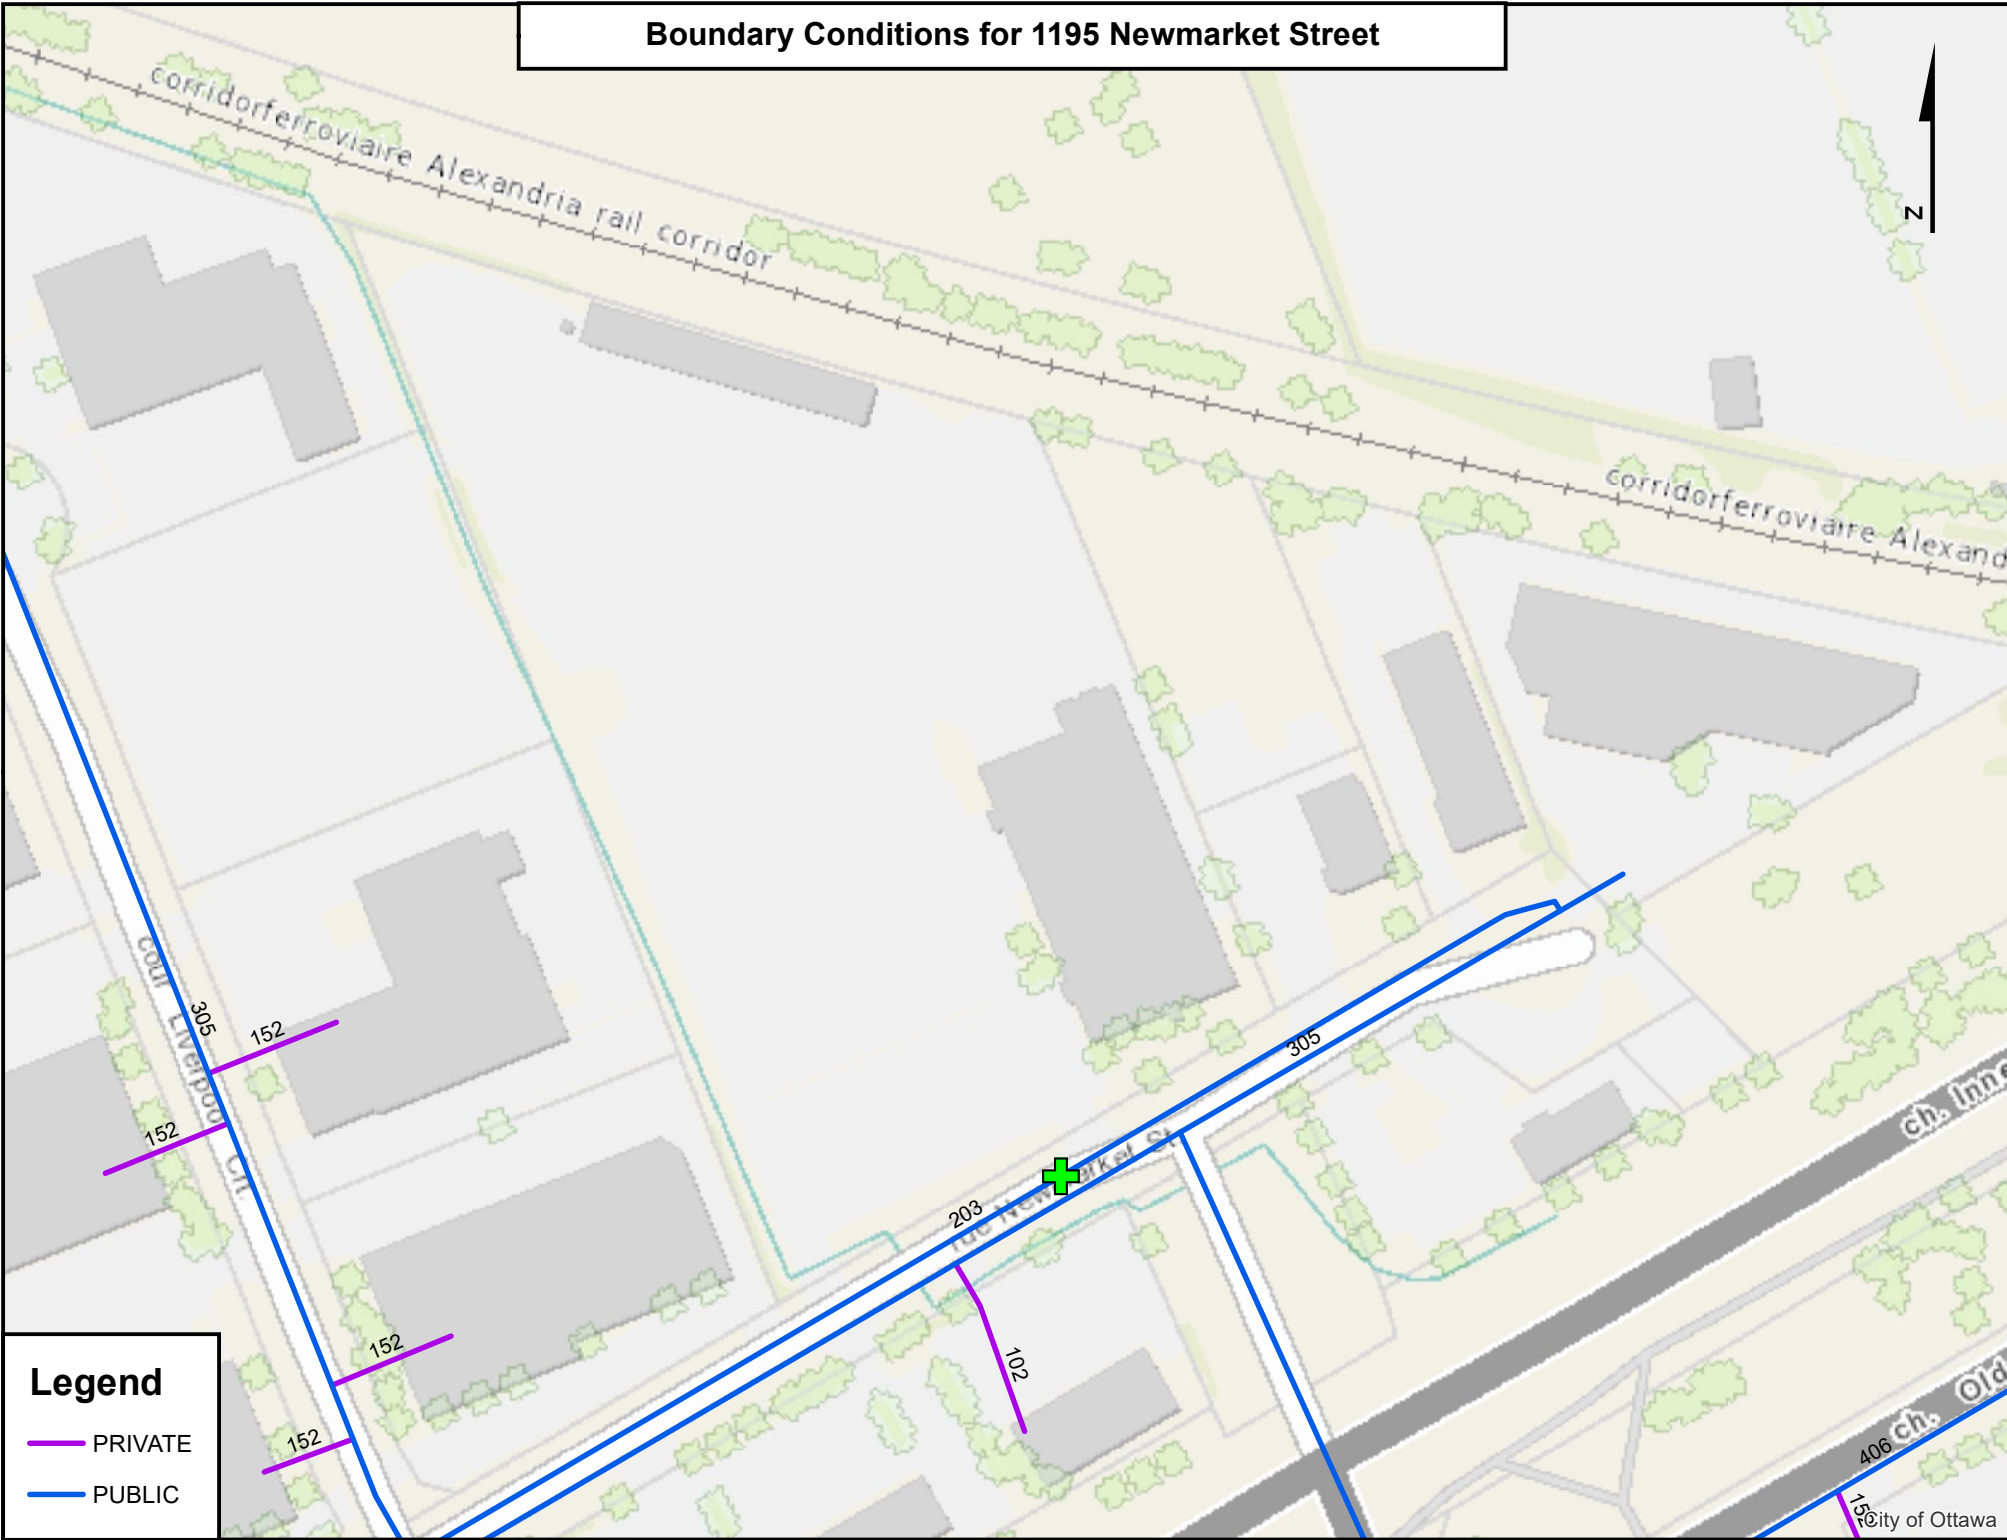 Boundary Conditions for 1195 Newmarket Street
corridorferroviaire Alexandria rail corridor
Z
corridorferroviaire Alexand
cour Liverpool Crt.
305
152
152
152
152
305
203
rue Newmarket St.
102
ch. Inne
ch. Old
406
City of Ottawa
Legend
PRIVATE
PUBLIC